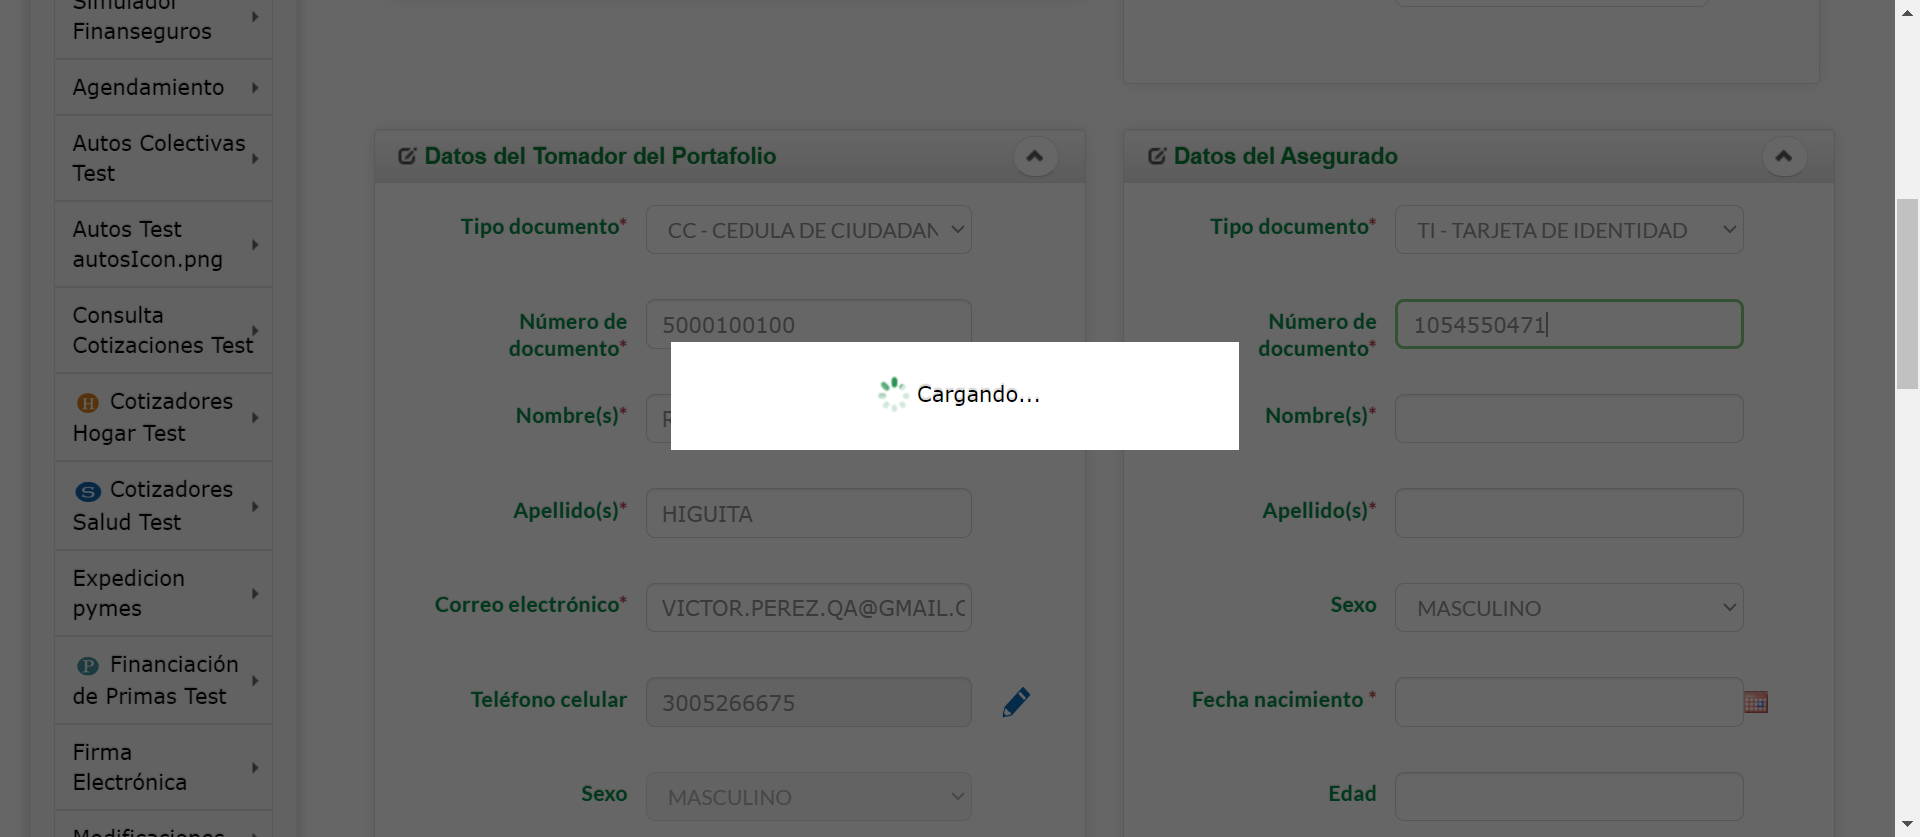 Simulador
Finanseguros
Agendamiento
Autos Colectivas
Test
Autos Test
autosIcon.png
Consulta
Cotizaciones Test
H Cotizadores
Hogar Test
S Cotizadores
Salud Test
Expedicion
pymes
P Financiación
de Primas Test
Firma
Electrónica
Modificaciones
Datos del Tomador del Portafolio
Tipo documento* CC - CEDULA DE CIUDADAN
Número de
documento* 5000100100
Nombre(s)*
Apellido(s)* HIGUITA
Correo electrónico* VICTOR.PEREZ.QA@GMAIL.C
Teléfono celular 3005266675
Sexo MASCULINO
Cargando...
Datos del Asegurado
Tipo documento* TI - TARJETA DE IDENTIDAD
Número de
documento* 1054550471
Nombre(s)*
Apellido(s)*
Sexo MASCULINO
Fecha nacimiento *
Edad